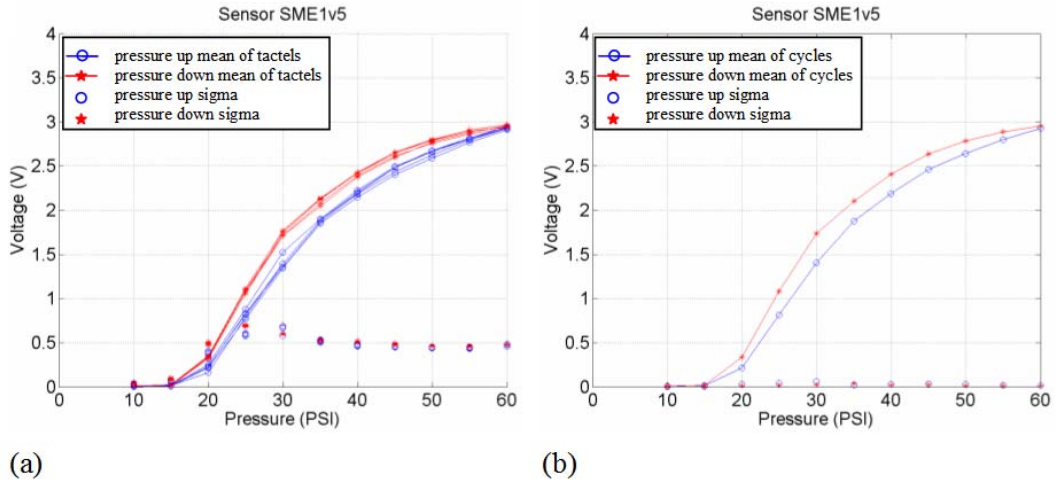 Sensor SME1v5
4
3.5
3
2.5
2
1.5
1
0.5
0
Voltage (V)
pressure up mean of tactels
pressure down mean of tactels
pressure up sigma
pressure down sigma
0 10 20 30 40 50 60
Pressure (PSI)
(a)
Sensor SME1v5
4
3.5
3
2.5
2
1.5
1
0.5
0
Voltage (V)
pressure up mean of cycles
pressure down mean of cycles
pressure up sigma
pressure down sigma
0 10 20 30 40 50 60
Pressure (PSI)
(b)